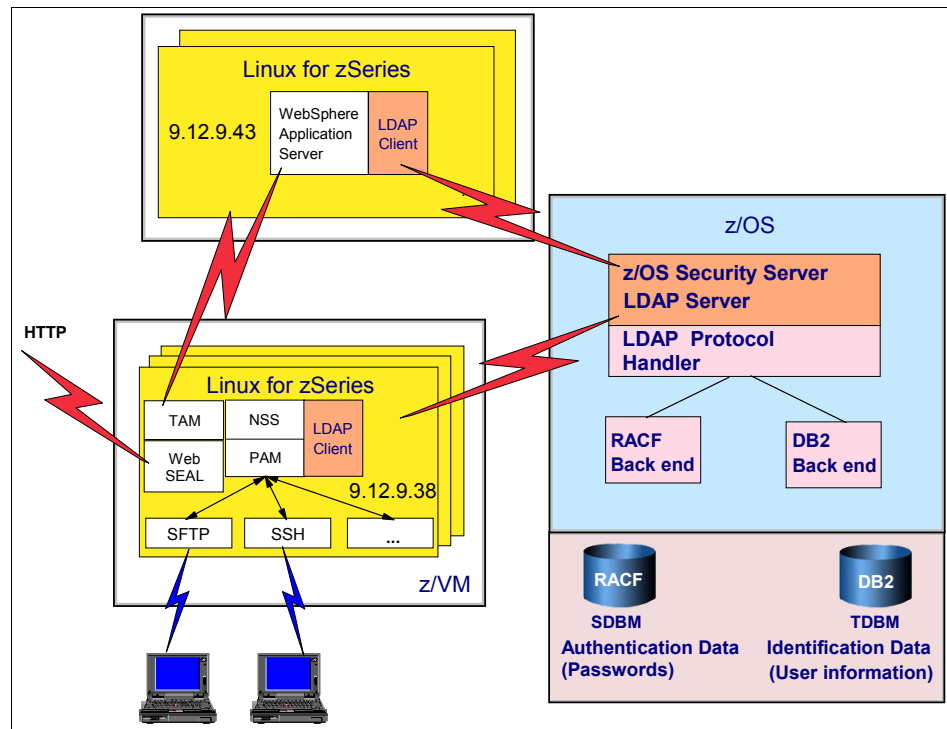 Linux for zSeries
9.12.9.43
WebSphere
Application
Server
LDAP
Client
z/OS
z/OS Security Server
LDAP Server
LDAP Protocol
Handler
RACF
Back end
DB2
Back end
HTTP
Linux for zSeries
TAM
NSS
LDAP
Client
Web
SEAL
PAM
9.12.9.38
SFTP
SSH
...
z/VM
RACF
SDBM
Authentication Data
(Passwords)
DB2
TDBM
Identification Data
(User information)